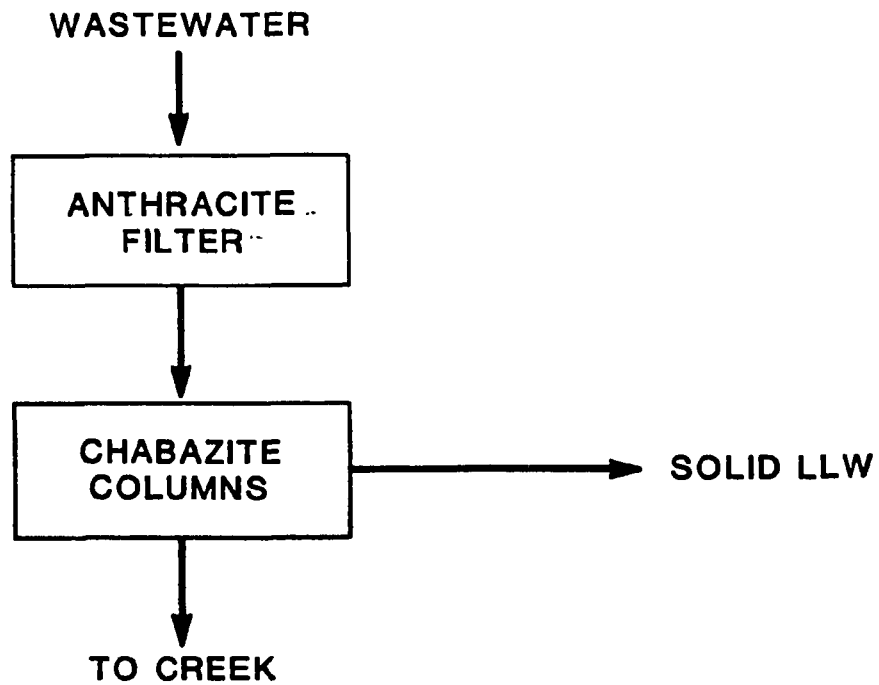 WASTEWATER
ANTHRACITE
FILTER
CHABAZITE
COLUMNS
SOLID LLW
TO CREEK